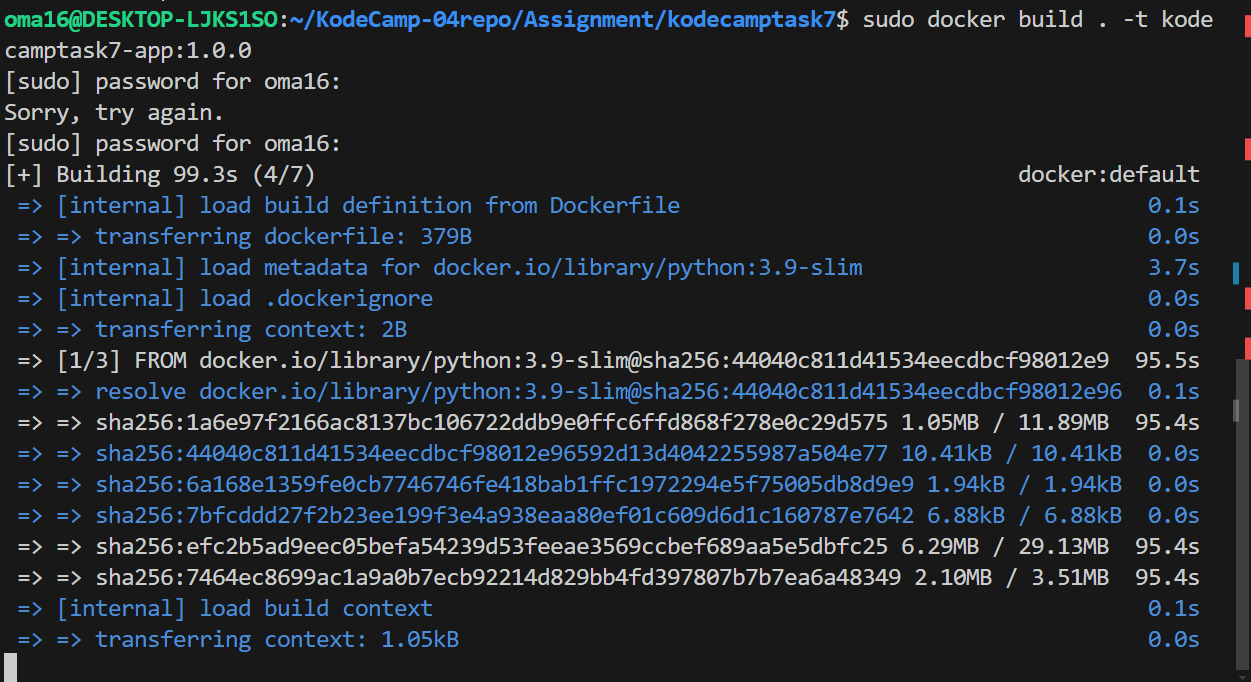 oma16@DESKTOP-LJKS1SO:~/KodeCamp-04repo/Assignment/kodecamptask7$ sudo docker build . -t kode
camptask7-app:1.0.0
[sudo] password for oma16:
Sorry, try again.
[sudo] password for oma16:
[+] Building 99.3s (4/7) docker:default
=> [internal] load build definition from Dockerfile 0.1s
=> => transferring dockerfile: 379B 0.0s
=> [internal] load metadata for docker.io/library/python:3.9-slim 3.7s
=> [internal] load .dockerignore 0.0s
=> => transferring context: 2B 0.0s
=> [1/3] FROM docker.io/library/python:3.9-slim@sha256:44040c811d41534eecdbcf98012e9 95.5s
=> => resolve docker.io/library/python:3.9-slim@sha256:44040c811d41534eecdbcf98012e96 0.1s
=> => sha256:1a6e97f2166ac8137bc106722ddb9e0ffc6ffd868f278e0c29d575 1.05MB / 11.89MB 95.4s
=> => sha256:44040c811d41534eecdbcf98012e96592d13d4042255987a504e77 10.41kB / 10.41kB 0.0s
=> => sha256:6a168e1359fe0cb7746746fe418bab1ffc1972294e5f75005db8d9e9 1.94kB / 1.94kB 0.0s
=> => sha256:7bfcddd27f2b23ee199f3e4a938eaa80ef01c609d6d1c160787e7642 6.88kB / 6.88kB 0.0s
=> => sha256:efc2b5ad9eec05befa54239d53feeae3569ccbef689aa5e5dbfc25 6.29MB / 29.13MB 95.4s
=> => sha256:7464ec8699ac1a9a0b7ecb92214d829bb4fd397807b7b7ea6a48349 2.10MB / 3.51MB 95.4s
=> [internal] load build context 0.1s
=> => transferring context: 1.05kB 0.0s